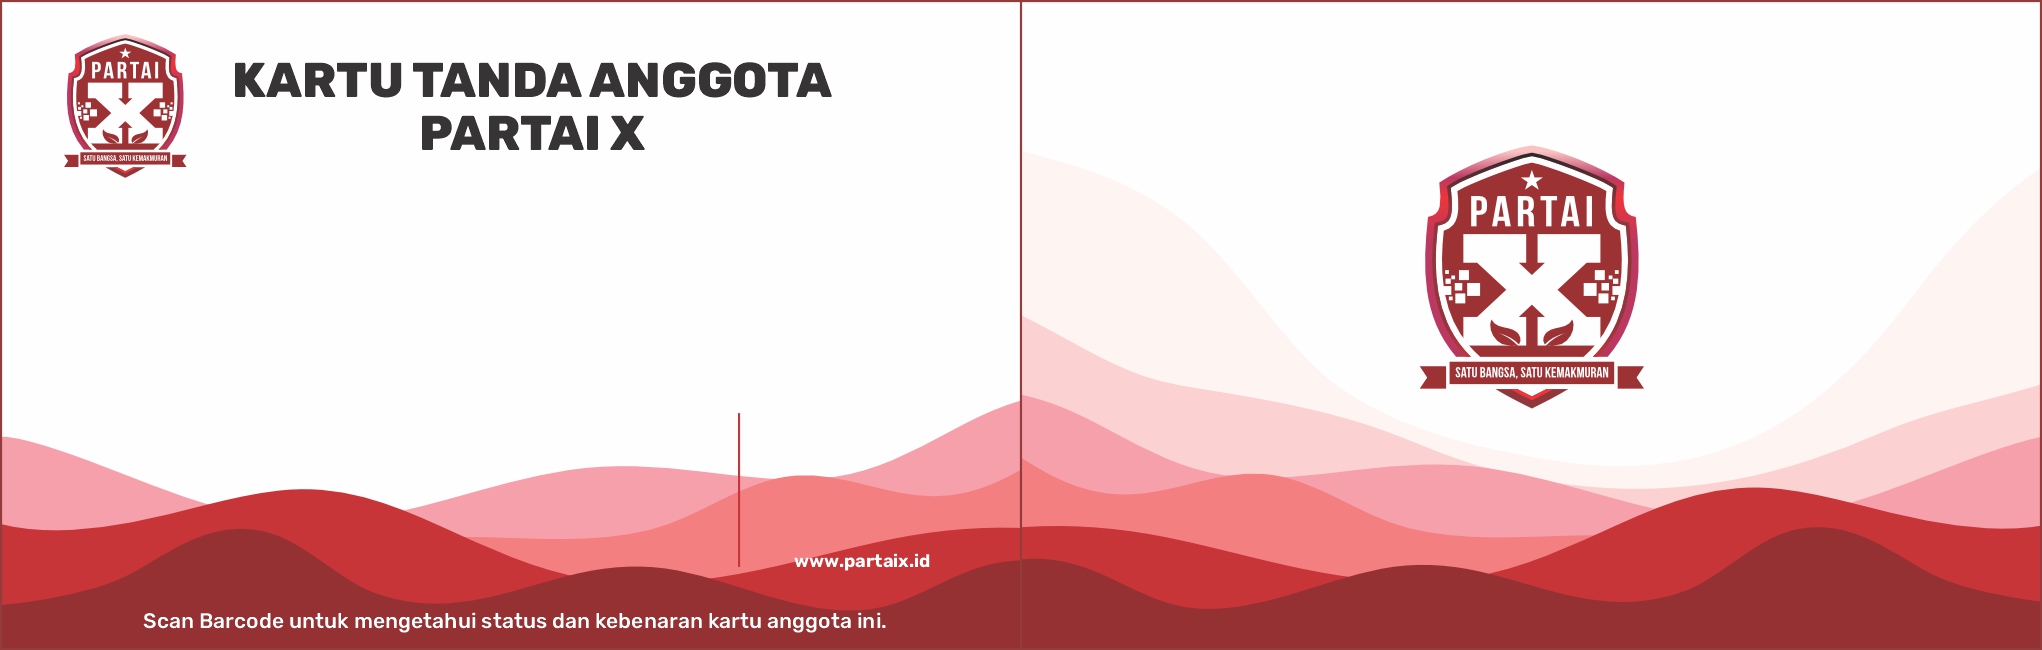 PARTAI
SATU BANGSA, SATU KEMAKMURAN
KARTU TANDA ANGGOTA
PARTAI X
www.partaix.id
Scan Barcode untuk mengetahui status dan kebenaran kartu anggota ini.
PARTAI
X
SATU BANGSA, SATU KEMAKMURAN